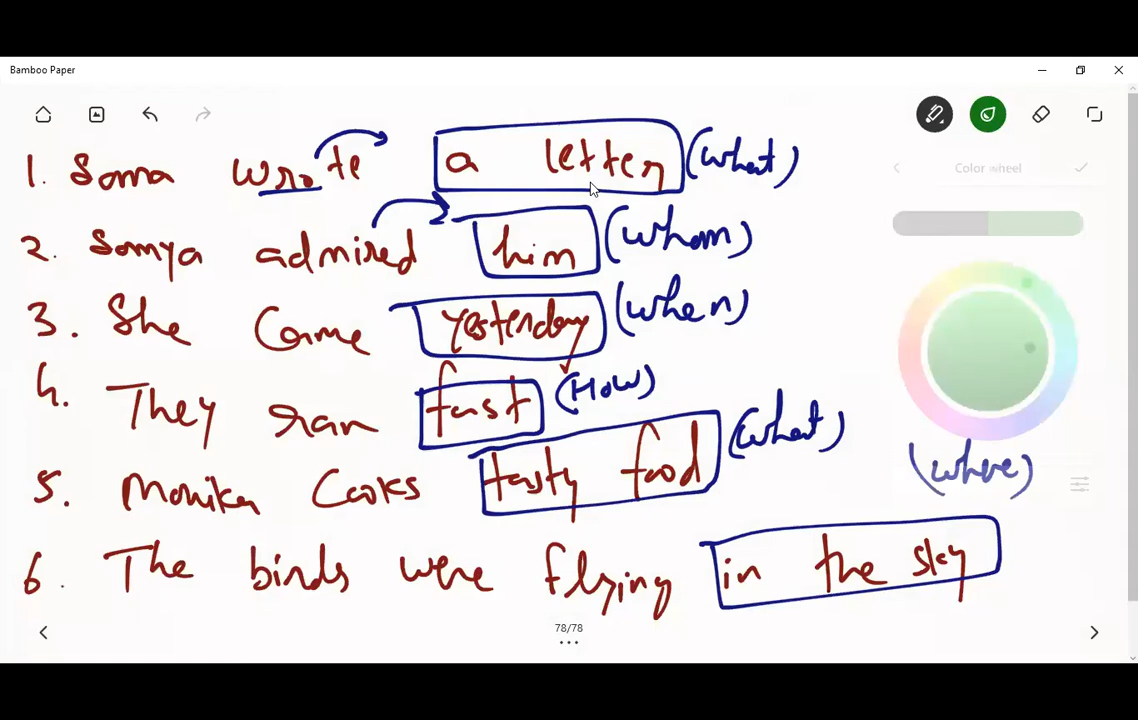 Bamboo Paper
Color wheel
1. Soma wrote a letter (what)
2. Somya admired him (whom)
3. She Came yesterday (when)
4. They ran fast (How)
5. Monika Cooks tasty food (what)
(where)
6. The birds were flying in the sky
78/78